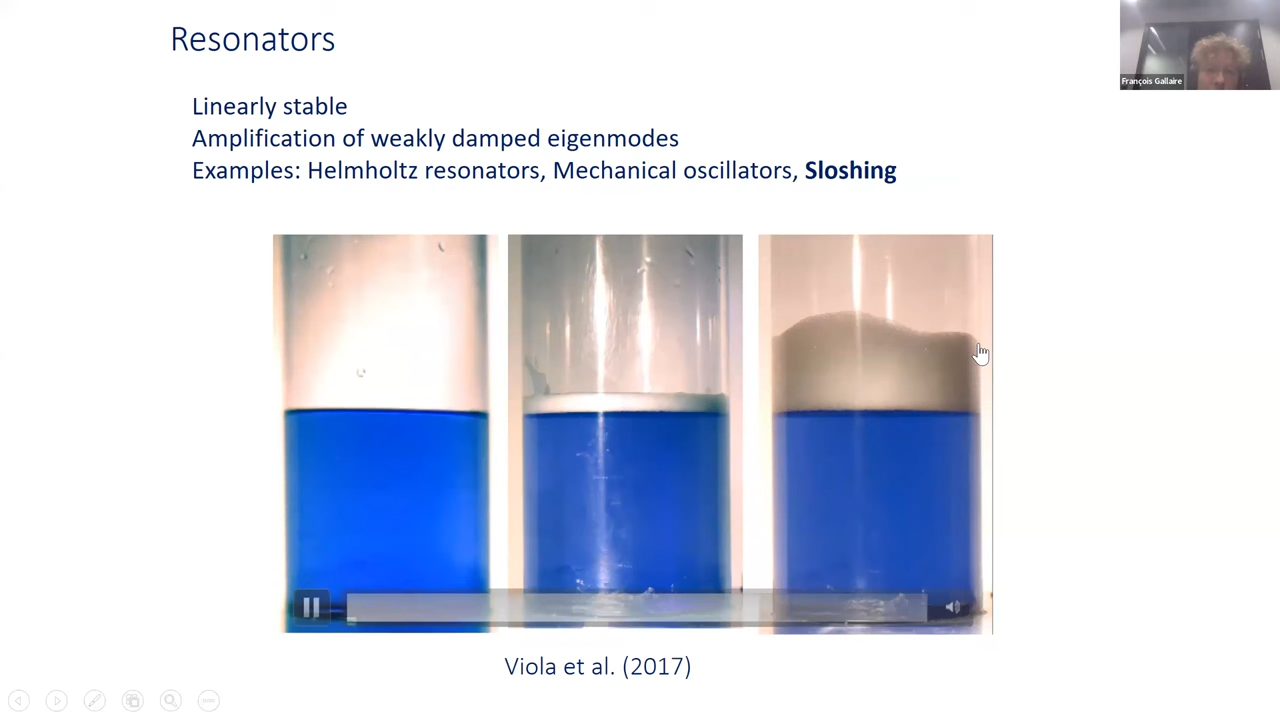 Resonators
François Gallaire
Linearly stable
Amplification of weakly damped eigenmodes
Examples: Helmholtz resonators, Mechanical oscillators, Sloshing
Viola et al. (2017)